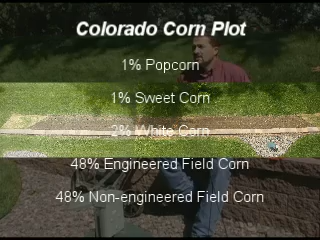 Colorado Corn Plot
1% Popcorn
1% Sweet Corn
2% White Corn
48% Engineered Field Corn
48% Non-engineered Field Corn